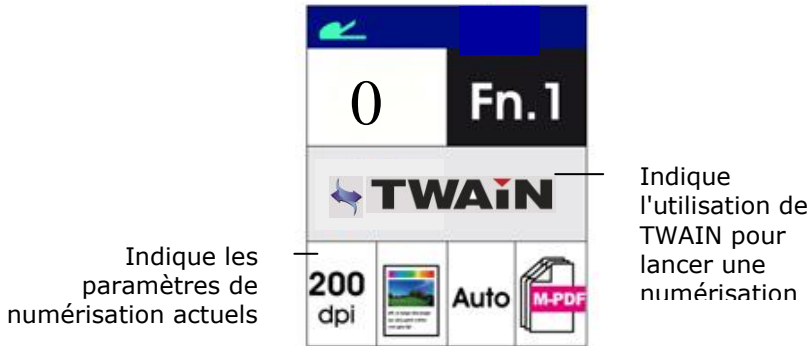 0
Fn.1
TWAiN
200
dpi
Auto
M-PDF
Indique les
paramètres de
numérisation actuels
Indique
l'utilisation de
TWAIN pour
lancer une
numérisation